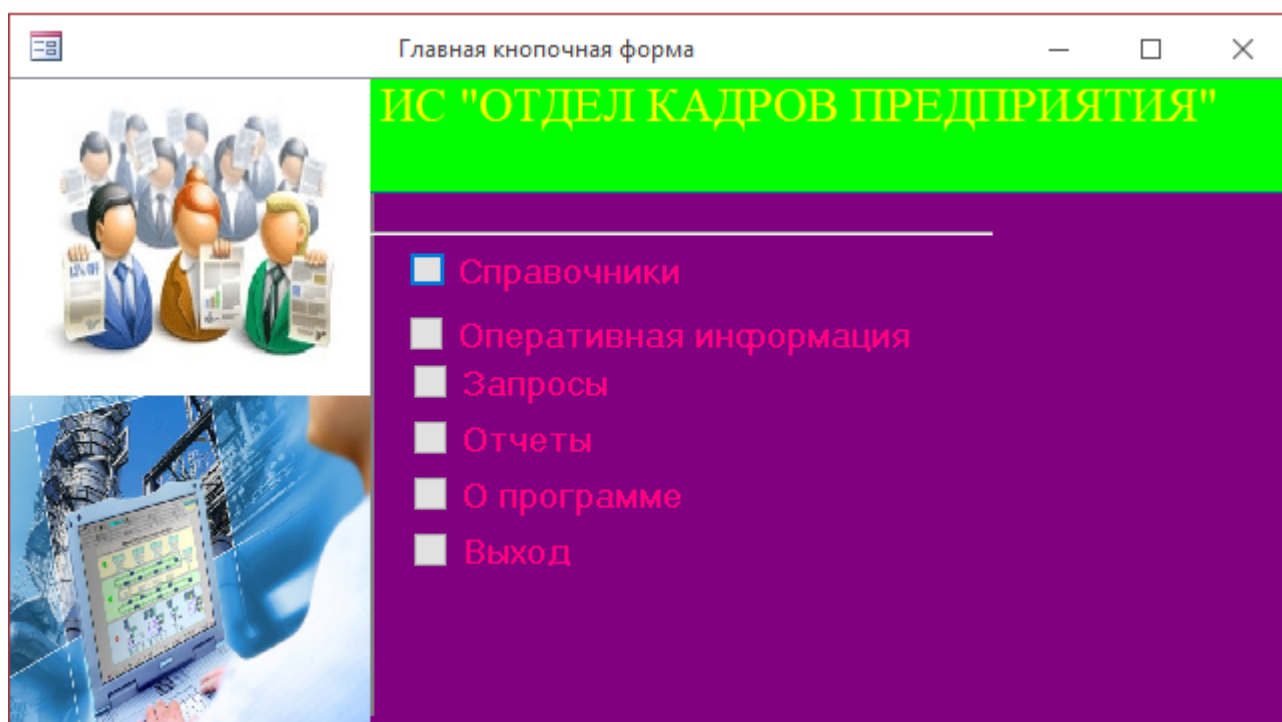 Главная кнопочная форма
ИС "ОТДЕЛ КАДРОВ ПРЕДПРИЯТИЯ"
Справочники
Оперативная информация
Запросы
Отчеты
О программе
Выход